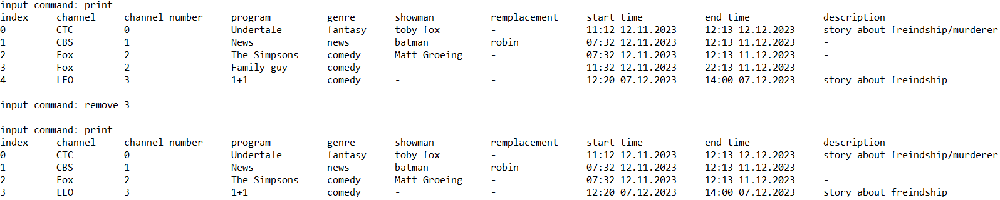 input command: print
index channel channel number program genre showman remplacement start time end time description
0 CTC 0 Undertale fantasy toby fox - 11:12 12.11.2023 12:13 12.12.2023 story about freindship/murderer
1 CBS 1 News news batman robin 07:32 12.11.2023 12:13 11.12.2023 -
2 Fox 2 The Simpsons comedy Matt Groeing - 07:32 12.11.2023 12:13 11.12.2023 -
3 Fox 2 Family guy comedy - - 11:32 12.11.2023 22:13 11.12.2023 -
4 LEO 3 1+1 comedy - - 12:20 07.12.2023 14:00 07.12.2023 story about freindship
input command: remove 3
input command: print
index channel channel number program genre showman remplacement start time end time description
0 CTC 0 Undertale fantasy toby fox - 11:12 12.11.2023 12:13 12.12.2023 story about freindship/murderer
1 CBS 1 News news batman robin 07:32 12.11.2023 12:13 11.12.2023 -
2 Fox 2 The Simpsons comedy Matt Groeing - 07:32 12.11.2023 12:13 11.12.2023 -
3 LEO 3 1+1 comedy - - 12:20 07.12.2023 14:00 07.12.2023 story about freindship